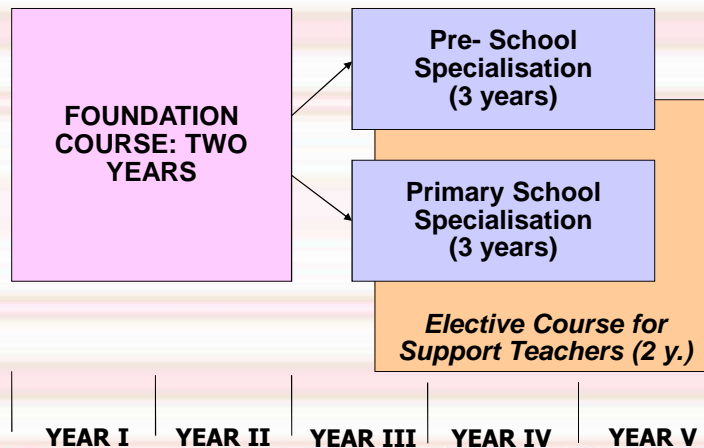 FOUNDATION
COURSE: TWO
YEARS
Pre- School
Specialisation
(3 years)
Primary School
Specialisation
(3 years)
Elective Course for
Support Teachers (2 y.)
YEAR I YEAR II YEAR III YEAR IV YEAR V